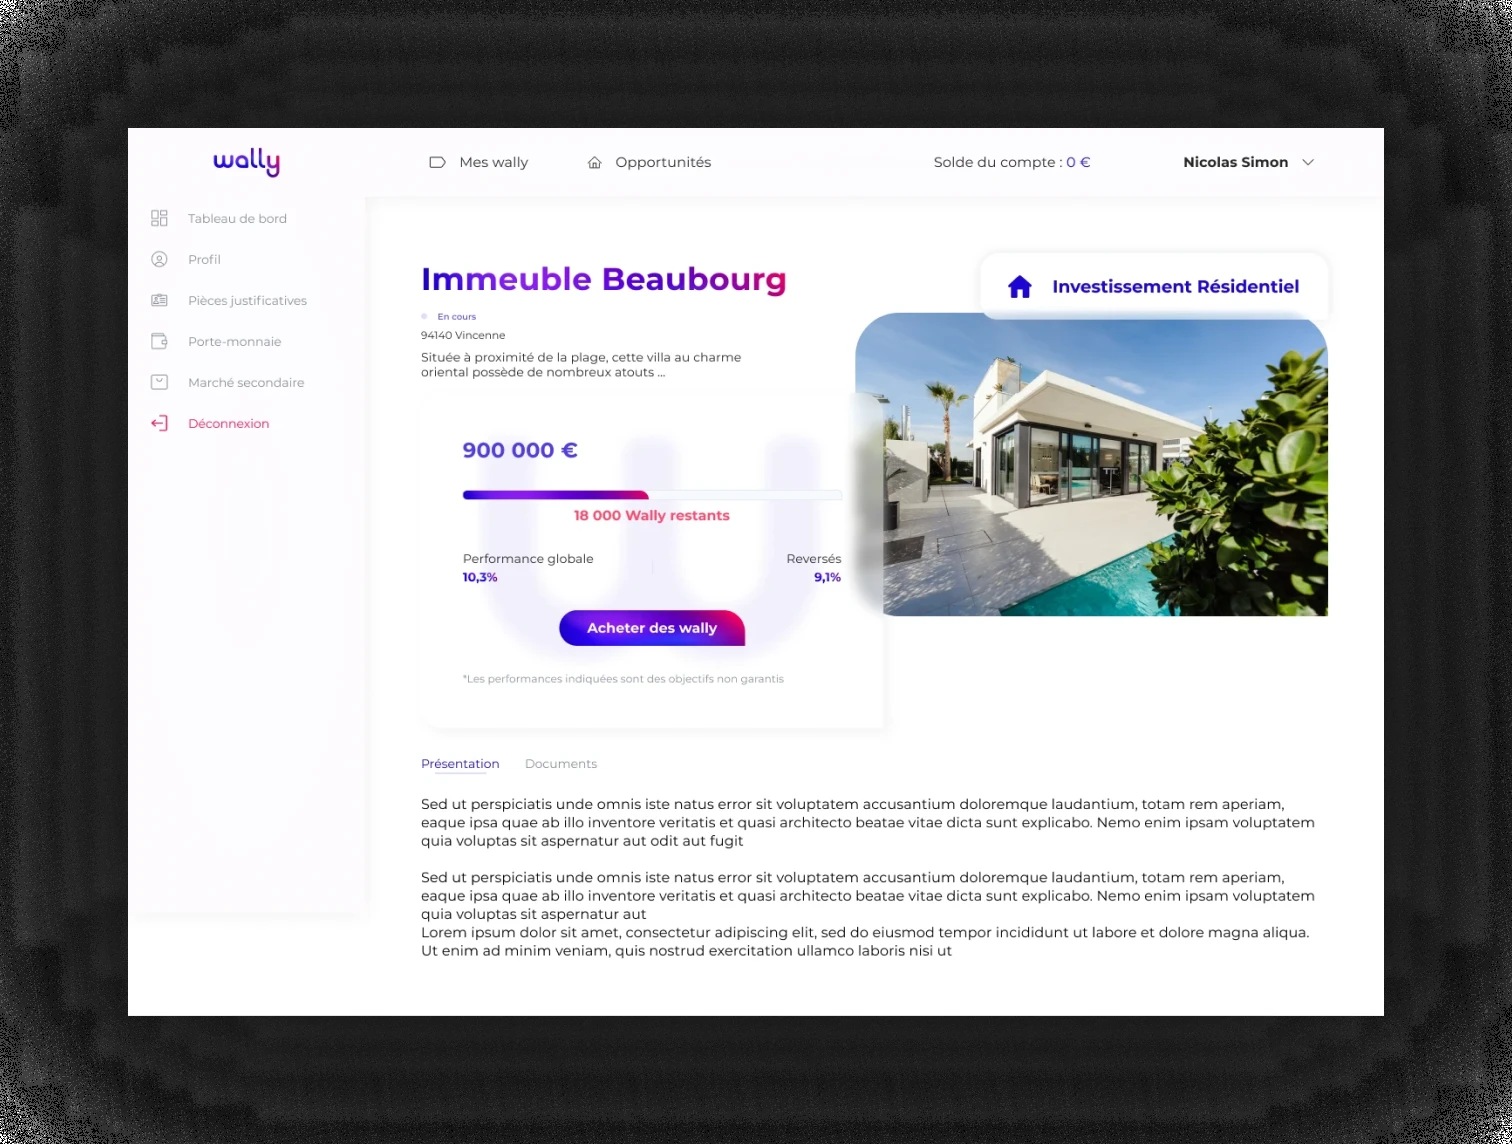 wally
Mes wally
Opportunités
Solde du compte : 0 €
Nicolas Simon
Tableau de bord
Profil
Pièces justificatives
Porte-monnaie
Marché secondaire
Déconnexion
Immeuble Beaubourg
En cours
94140 Vincenne
Située à proximité de la plage, cette villa au charme
oriental possède de nombreux atouts ...
Investissement Résidentiel
900 000 €
18 000 Wally restants
Performance globale
10,3%
Reversés
9,1%
Acheter des wally
*Les performances indiquées sont des objectifs non garantis
Présentation
Documents
Sed ut perspiciatis unde omnis iste natus error sit voluptatem accusantium doloremque laudantium, totam rem aperiam,
eaque ipsa quae ab illo inventore veritatis et quasi architecto beatae vitae dicta sunt explicabo. Nemo enim ipsam voluptatem
quia voluptas sit aspernatur aut odit aut fugit
Sed ut perspiciatis unde omnis iste natus error sit voluptatem accusantium doloremque laudantium, totam rem aperiam,
eaque ipsa quae ab illo inventore veritatis et quasi architecto beatae vitae dicta sunt explicabo. Nemo enim ipsam voluptatem
quia voluptas sit aspernatur aut
Lorem ipsum dolor sit amet, consectetur adipiscing elit, sed do eiusmod tempor incididunt ut labore et dolore magna aliqua.
Ut enim ad minim veniam, quis nostrud exercitation ullamco laboris nisi ut